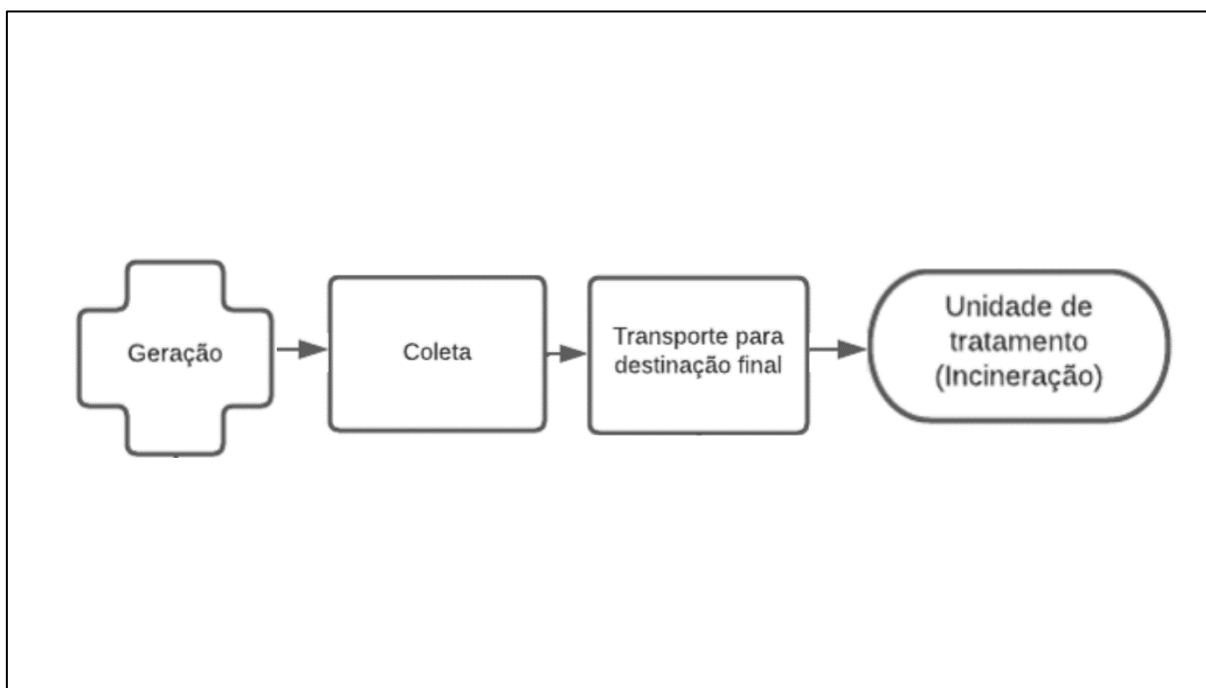 Geração
Coleta
Transporte para
destinação final
Unidade de
tratamento
(Incineração)